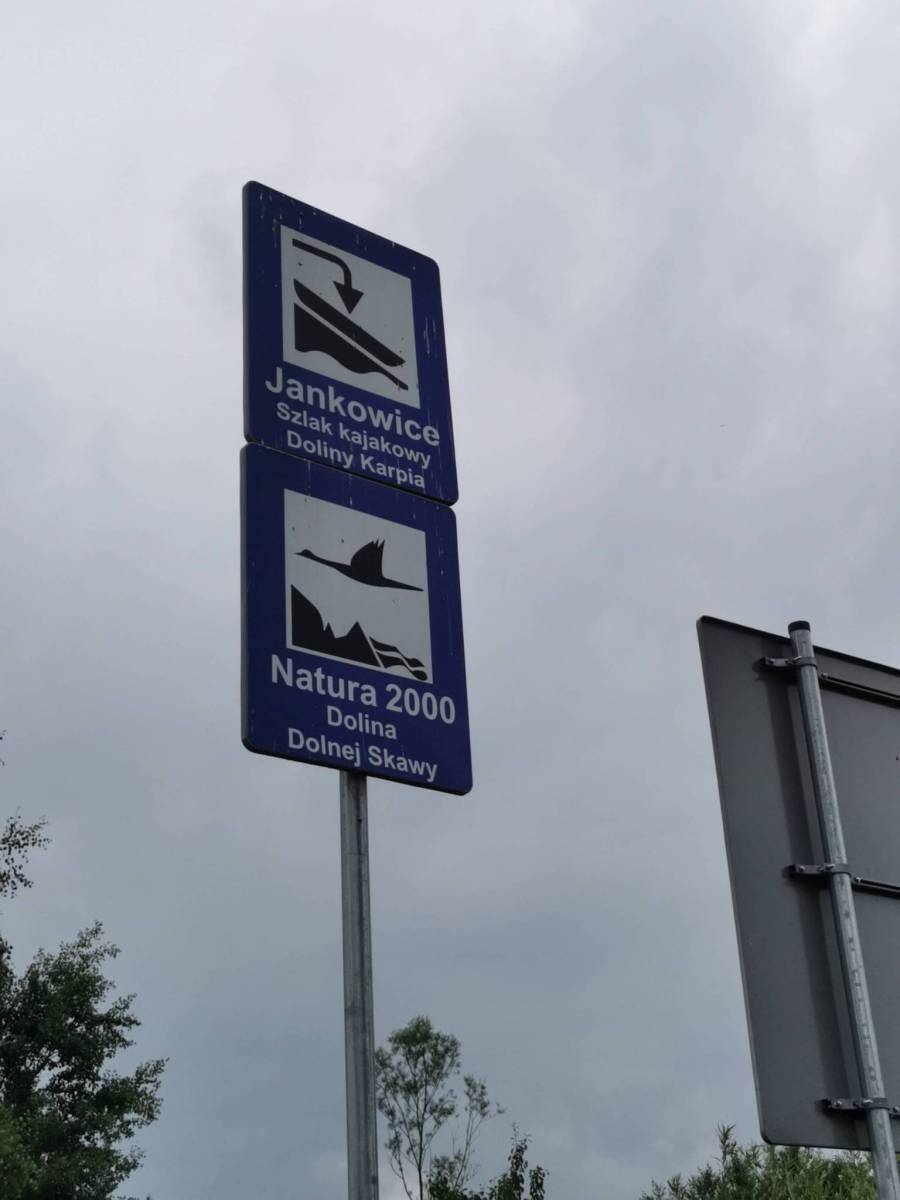 Jankowice
Szlak kajakowy
Doliny Karpia
Natura 2000
Dolina
Dolnej Skawy